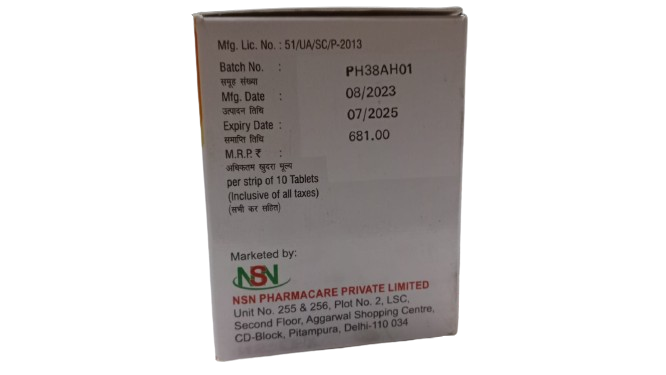 Mfg. Lic. No. : 51/UA/SC/P-2013
Batch No. : PH38AH01
समूह संख्या
Mfg. Date : 08/2023
उत्पादन तिथि
Expiry Date : 07/2025
समाप्ति तिथि
M.R.P. ₹ : 681.00
अधिकतम खुदरा मूल्य
per strip of 10 Tablets
(Inclusive of all taxes)
(सभी कर सहित)
Marketed by:
NSN
NSN PHARMACARE PRIVATE LIMITED
Unit No. 255 & 256, Plot No. 2, LSC,
Second Floor, Aggarwal Shopping Centre,
CD-Block, Pitampura, Delhi-110 034